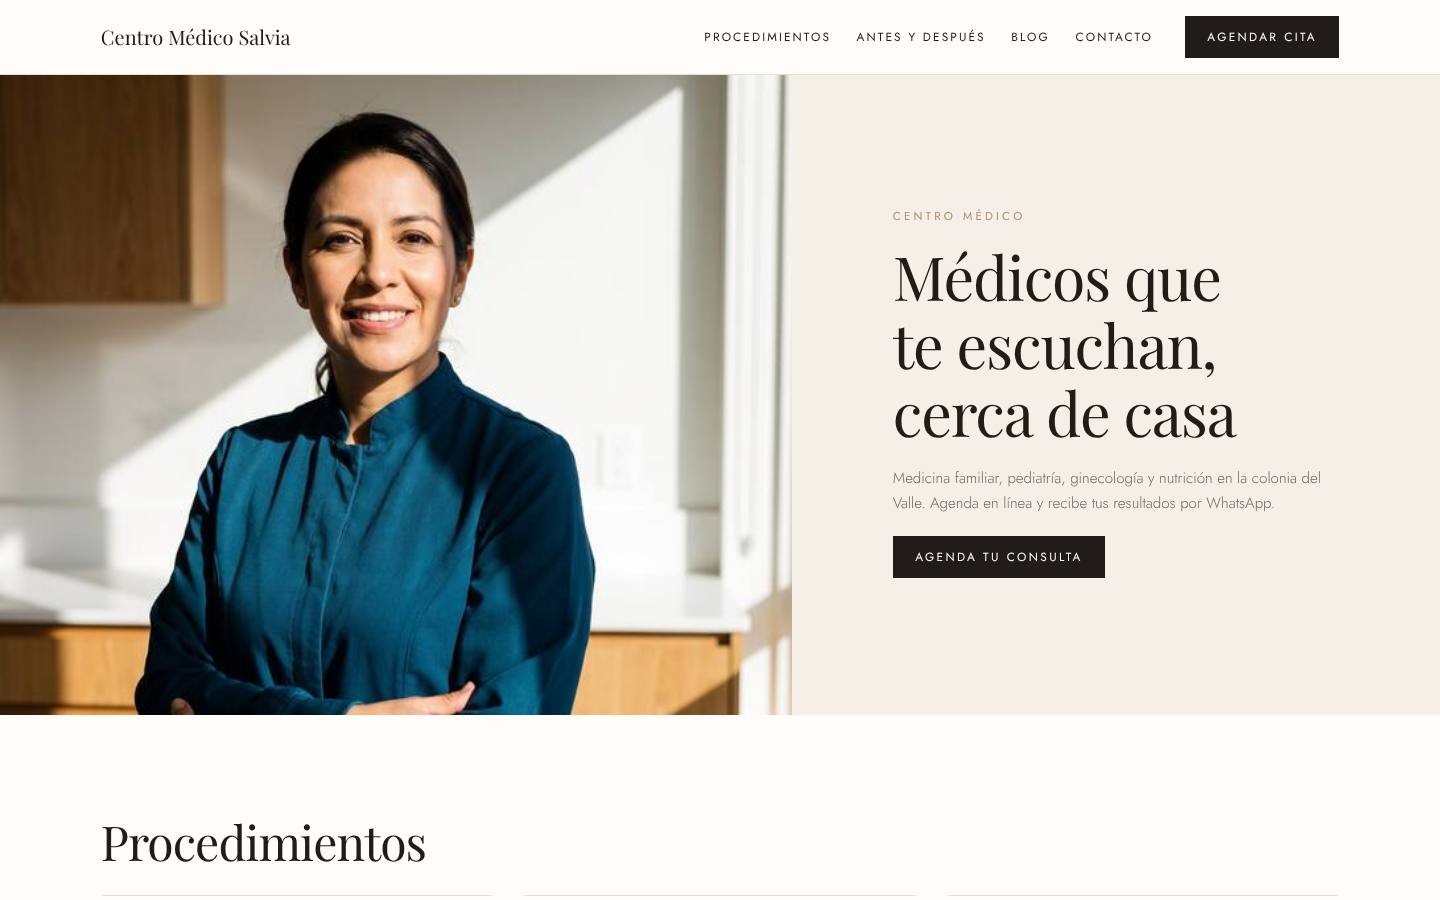 Centro Médico Salvia
PROCEDIMIENTOS
ANTES Y DESPUÉS
BLOG
CONTACTO
AGENDAR CITA
CENTRO MÉDICO
Médicos que
te escuchan,
cerca de casa
Medicina familiar, pediatría, ginecología y nutrición en la colonia del
Valle. Agenda en línea y recibe tus resultados por WhatsApp.
AGENDA TU CONSULTA
Procedimientos